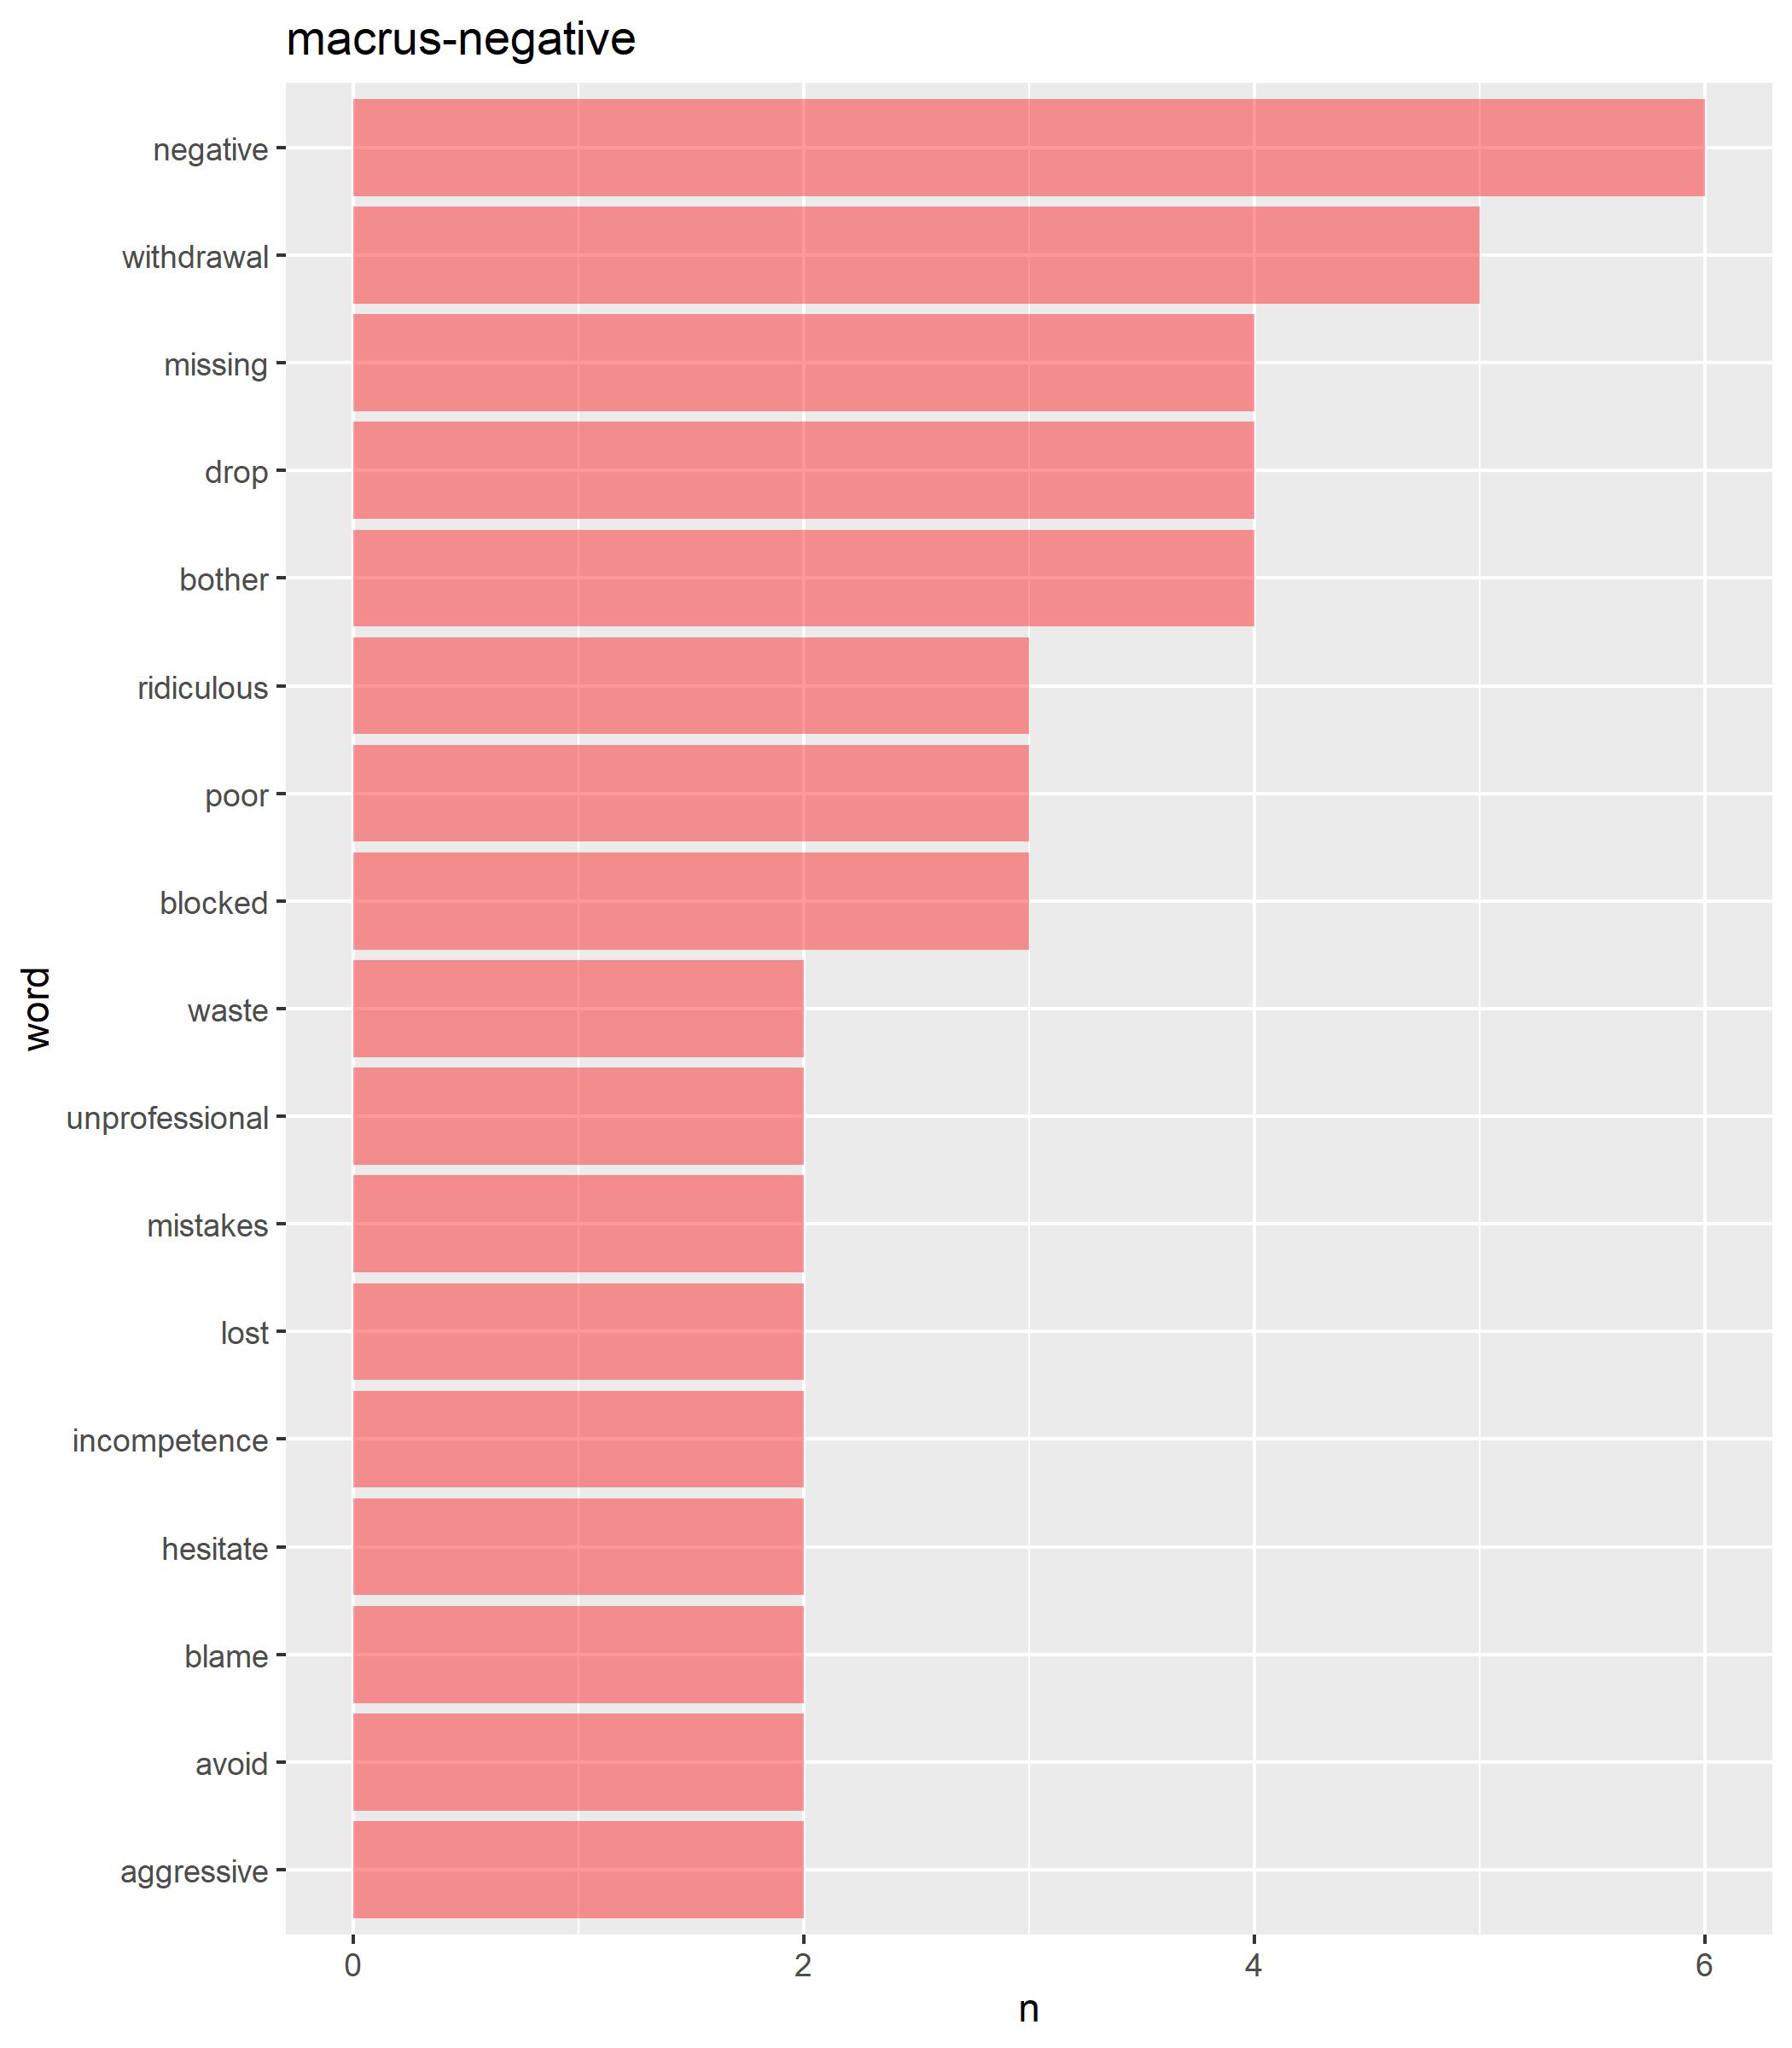 macrus-negative
negative
withdrawal
missing
drop
bother
ridiculous
poor
blocked
waste
unprofessional
mistakes
lost
incompetence
hesitate
blame
avoid
aggressive
word
0 2 4 6
n